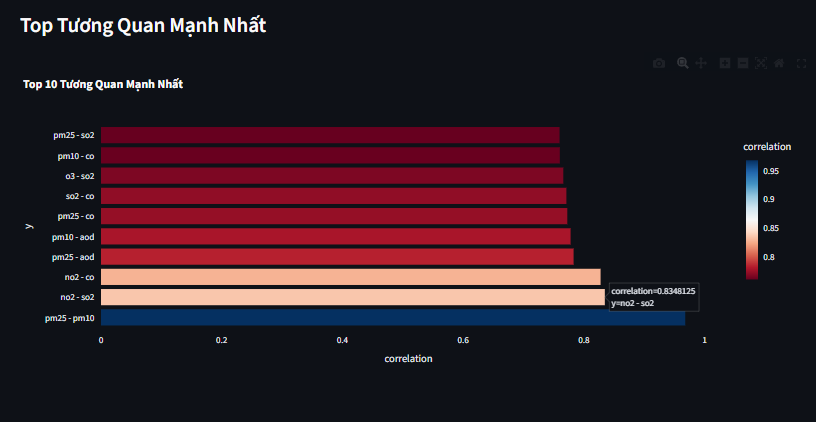 Top Tương Quan Mạnh Nhất
Top 10 Tương Quan Mạnh Nhất
correlation
0.95
0.9
0.85
0.8
y
pm25 - so2
pm10 - co
o3 - so2
so2 - co
pm25 - co
pm10 - aod
pm25 - aod
no2 - co
no2 - so2
pm25 - pm10
correlation=0.8348125
y=no2 - so2
0 0.2 0.4 0.6 0.8 1
correlation